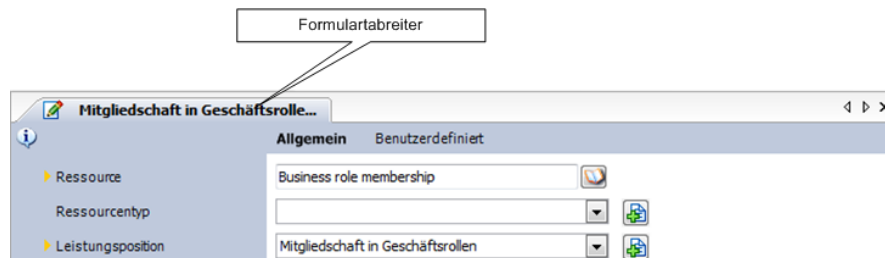 Formulartabreiter
Mitgliedschaft in Geschäftsrolle...
Allgemein Benutzerdefiniert
Ressource Business role membership
Ressourcentyp
Leistungsposition Mitgliedschaft in Geschäftsrollen